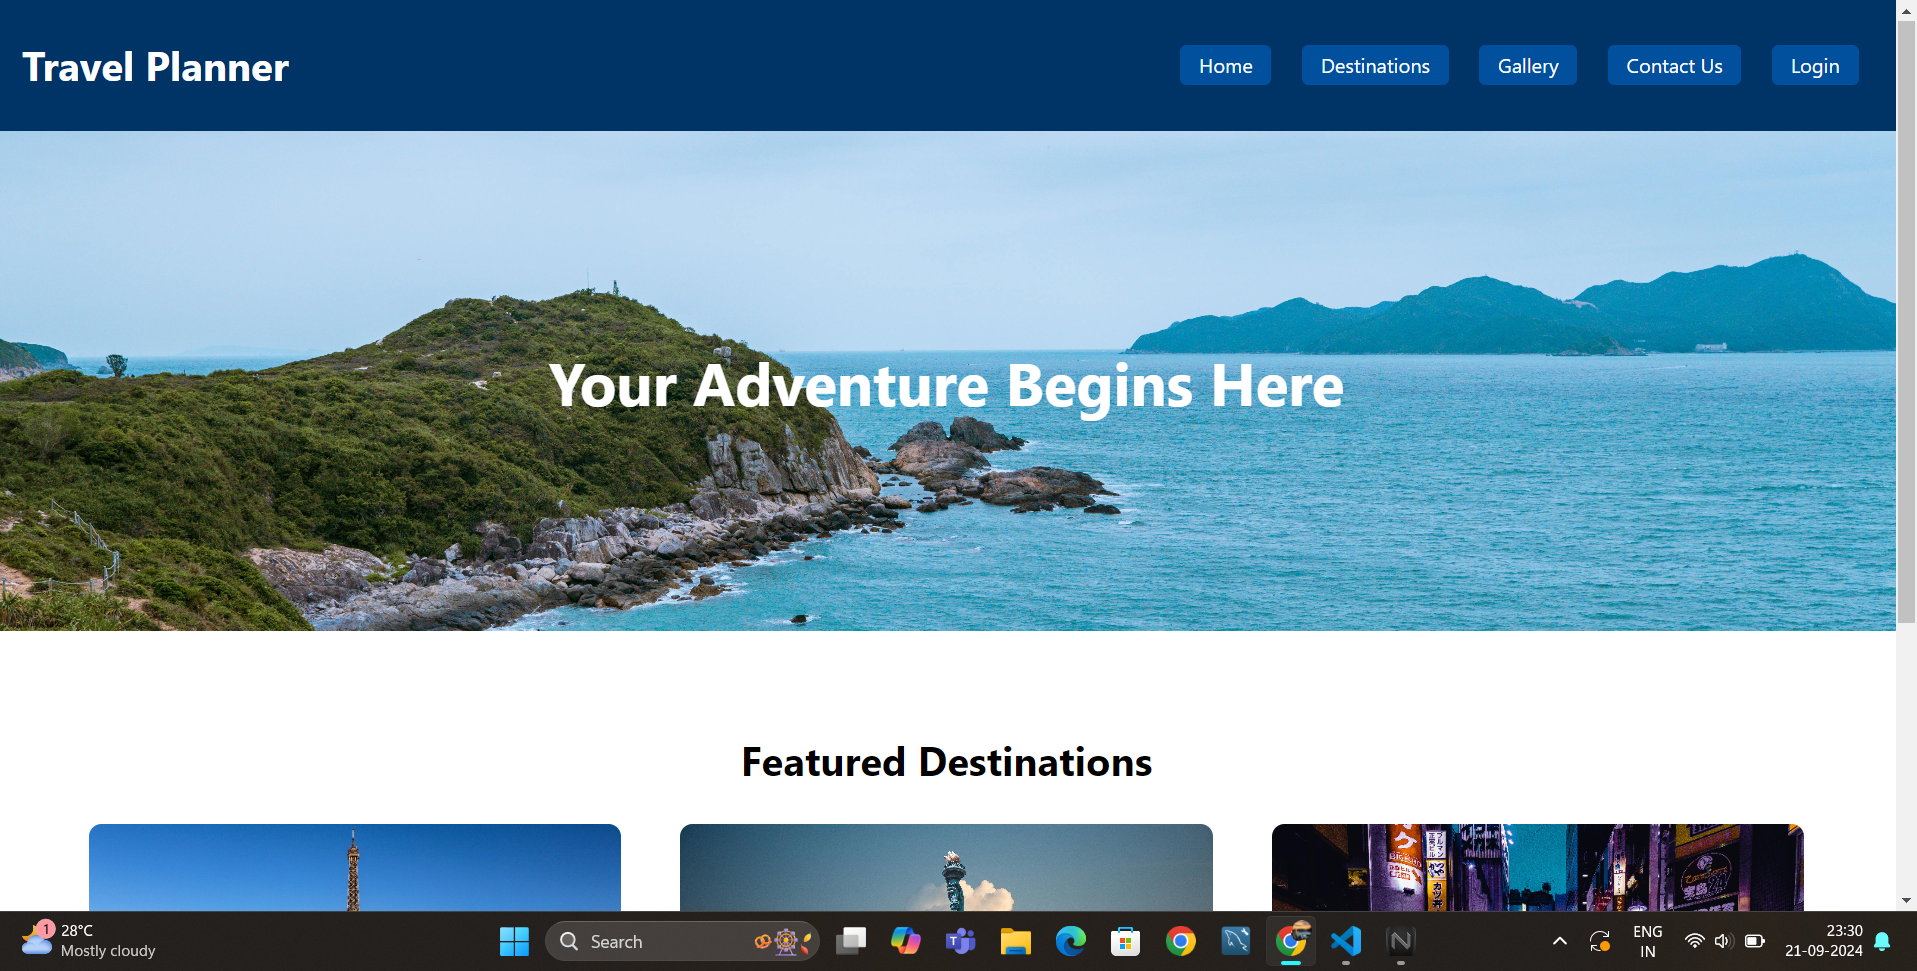 Travel Planner
Home Destinations Gallery Contact Us Login
Your Adventure Begins Here
Featured Destinations
1
28°C
Mostly cloudy
Search
ENG
IN
23:30
21-09-2024